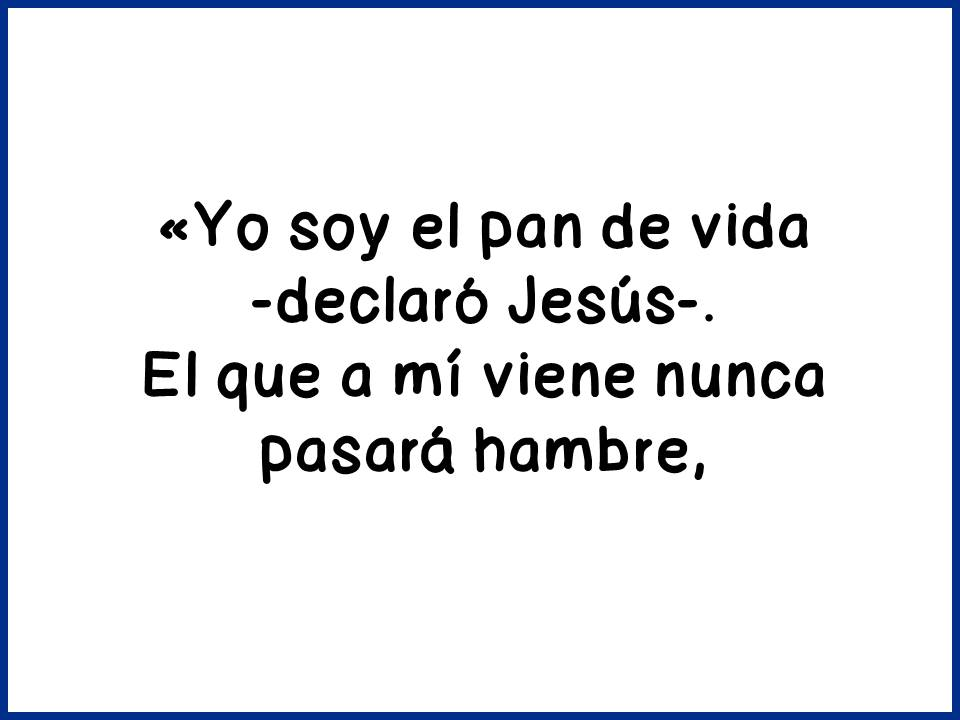 «Yo soy el pan de vida
-declaró Jesús-.
El que a mí viene nunca
pasará hambre,